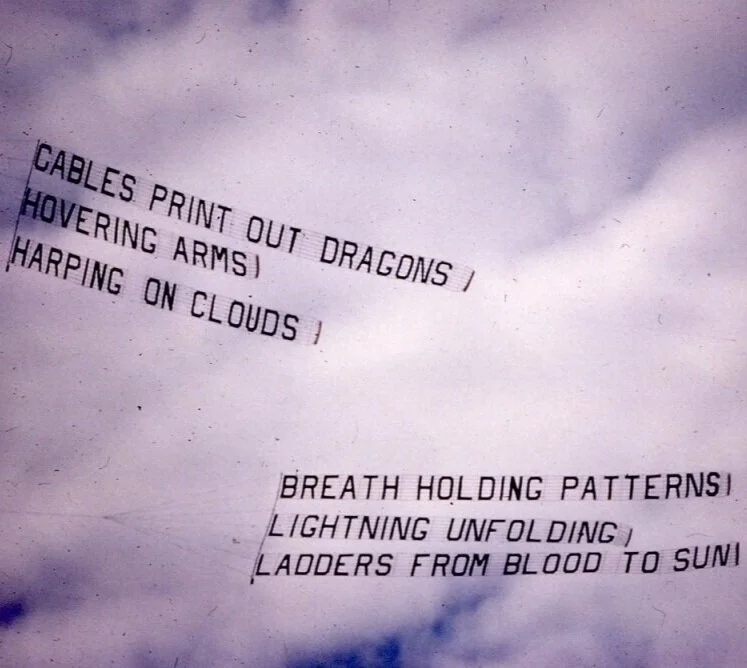 CABLES PRINT OUT DRAGONS
HOVERING ARMS
HARPING ON CLOUDS
BREATH HOLDING PATTERNS
LIGHTNING UNFOLDING
LADDERS FROM BLOOD TO SUN